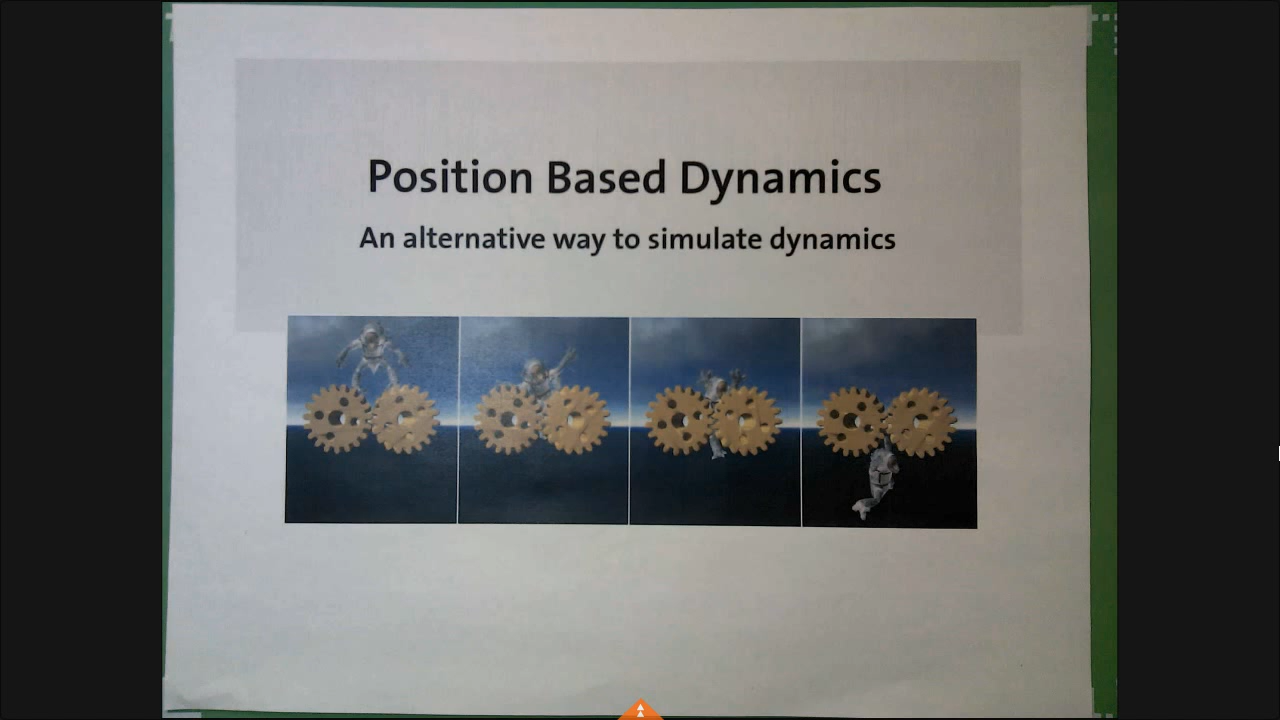 Position Based Dynamics
An alternative way to simulate dynamics